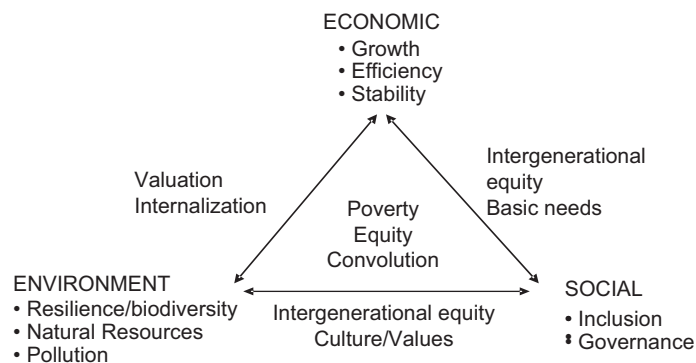 ECONOMIC
• Growth
• Efficiency
• Stability
Valuation
Internalization
Intergenerational
equity
Basic needs
Poverty
Equity
Convolution
ENVIRONMENT
• Resilience/biodiversity
• Natural Resources
• Pollution
Intergenerational equity
Culture/Values
SOCIAL
• Inclusion
• Governance